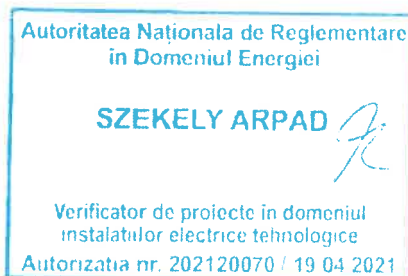 Autoritatea Naționala de Reglementare
in Domeniul Energiei
SZEKELY ARPAD
Verificator de proiecte in domeniul
instalatiilor electrice tehnologice
Autorizatia nr. 202120070 / 19 04 2021